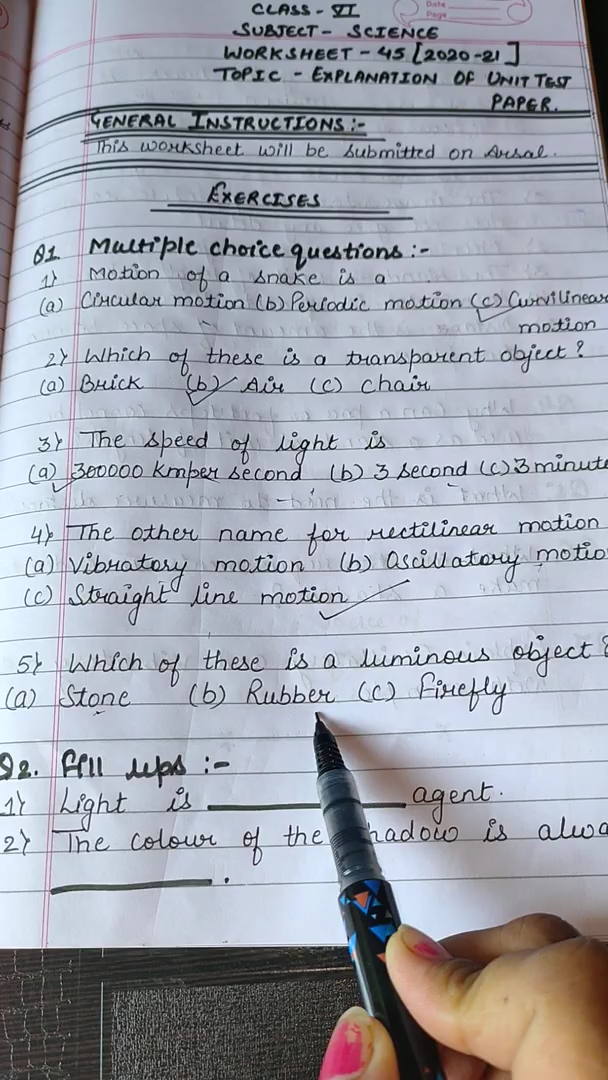 Date
Page
CLASS - VI
SUBJECT - SCIENCE
WORKSHEET - 45 [2020-21]
TOPIC - EXPLANATION OF UNIT TEST
PAPER.
GENERAL INSTRUCTIONS :-
This worksheet will be submitted on Arsal.
EXERCISES
Q1 Multiple choice questions :-
1) Motion of a snake is a
(a) Circular motion (b) Periodic motion (c) Curvilinear
motion
2) Which of these is a transparent object?
(a) Brick (b) Air (c) chair
3) The speed of light is
(a) 300000 Kmper second (b) 3 second (c) 3 minute
4) The other name for rectilinear motion
(a) Vibratory motion (b) Oscillatory motio
(c) Straight line motion
5) Which of these is a luminous object?
(a) Stone (b) Rubber (c) Firefly
Q2. Fill ups :-
1) Light is __________ agent.
2) The colour of the hadow is alwa
__________.